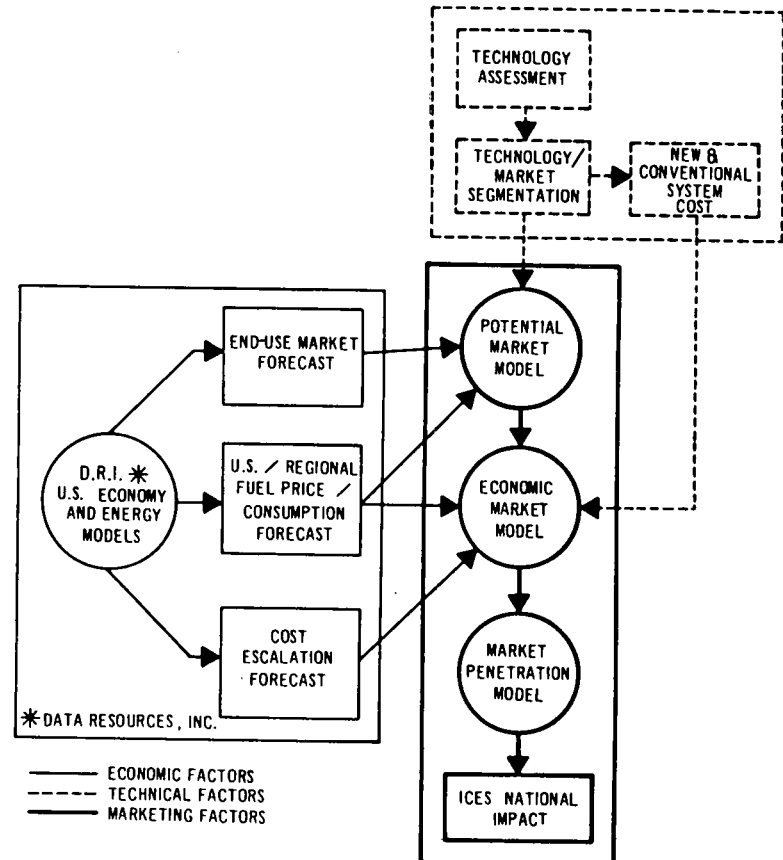 TECHNOLOGY
ASSESSMENT
TECHNOLOGY/
MARKET
SEGMENTATION
NEW &
CONVENTIONAL
SYSTEM
COST
END-USE MARKET
FORECAST
POTENTIAL
MARKET
MODEL
D.R.I. *
U.S. ECONOMY
AND ENERGY
MODELS
U.S. / REGIONAL
FUEL PRICE /
CONSUMPTION
FORECAST
ECONOMIC
MARKET
MODEL
COST
ESCALATION
FORECAST
MARKET
PENETRATION
MODEL
*DATA RESOURCES, INC.
ECONOMIC FACTORS
TECHNICAL FACTORS
MARKETING FACTORS
ICES NATIONAL
IMPACT